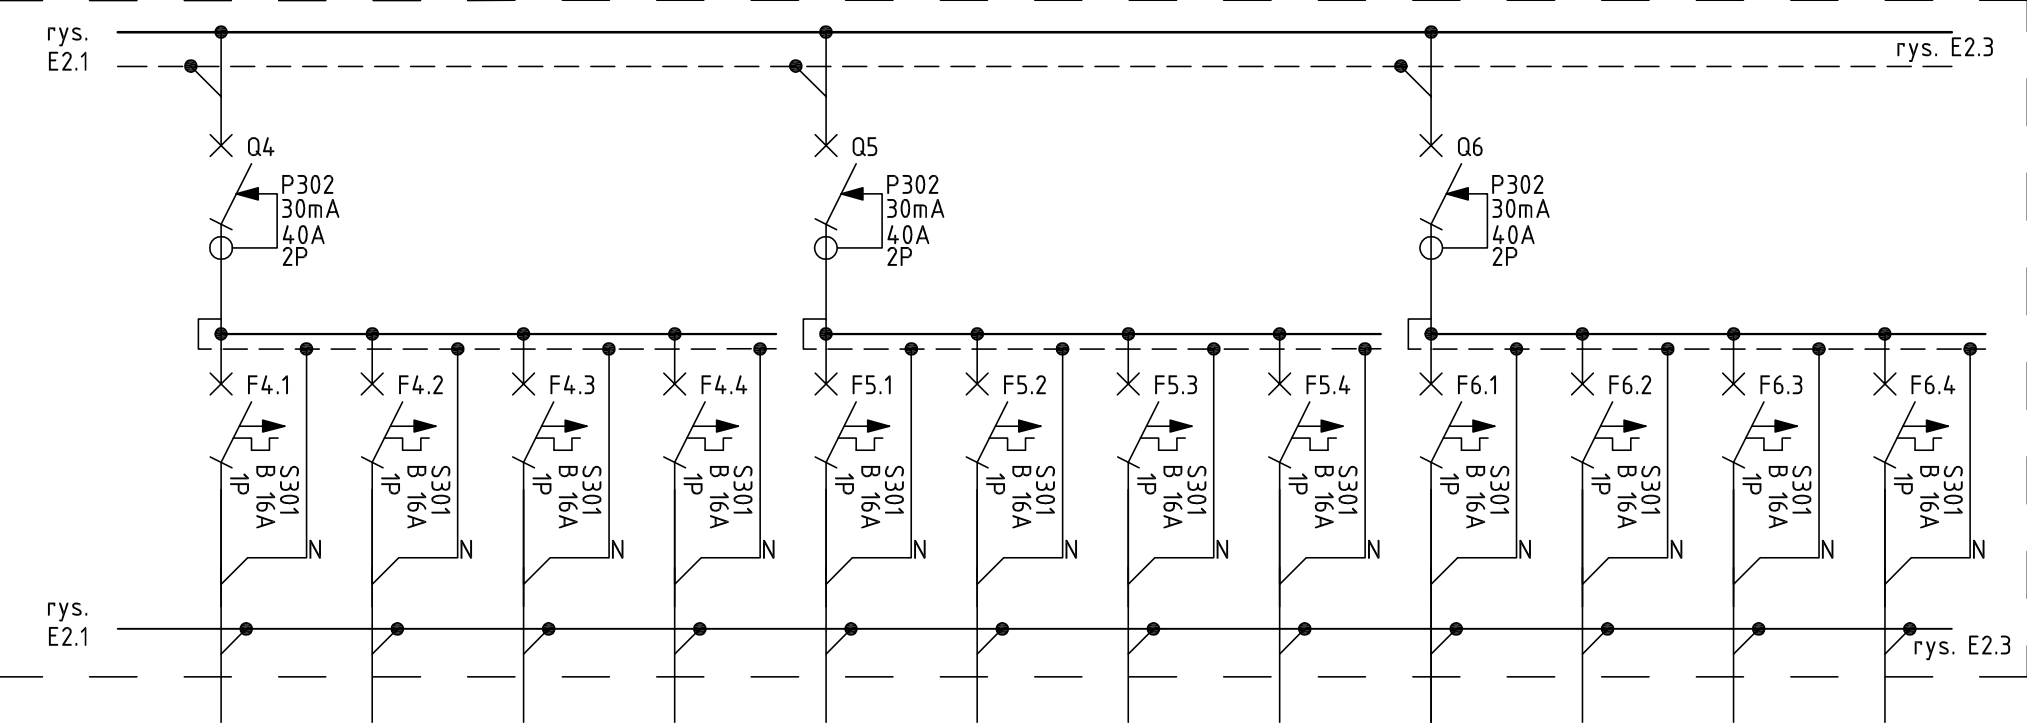 rys.
E2.1
rys. E2.3
Q4
P302
30mA
40A
2P
Q5
P302
30mA
40A
2P
Q6
P302
30mA
40A
2P
F4.1
S301
B 16A
1P
N
F4.2
S301
B 16A
1P
N
F4.3
S301
B 16A
1P
N
F4.4
S301
B 16A
1P
N
F5.1
S301
B 16A
1P
N
F5.2
S301
B 16A
1P
N
F5.3
S301
B 16A
1P
N
F5.4
S301
B 16A
1P
N
F6.1
S301
B 16A
1P
N
F6.2
S301
B 16A
1P
N
F6.3
S301
B 16A
1P
N
F6.4
S301
B 16A
1P
N
rys.
E2.1
rys. E2.3